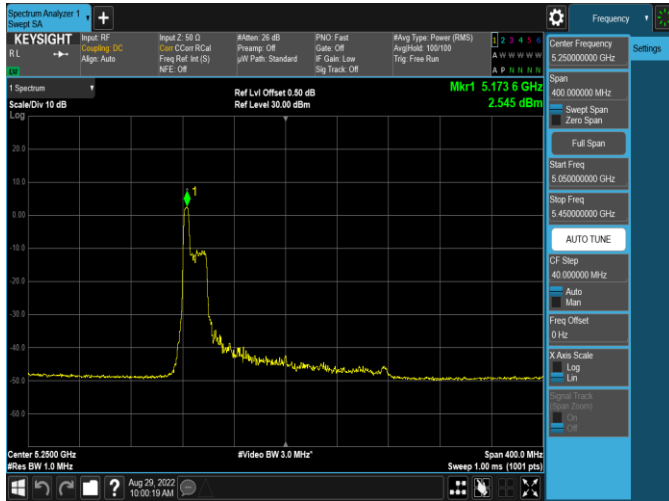 Spectrum Analyzer 1
Swept SA
+
Frequency
KEYSIGHT
RL
LU
Input: RF
Coupling: DC
Align: Auto
Input Z: 50 Ω
Corr CCorr RCal
Freq Ref: Int (S)
NFE: Off
#Atten: 26 dB
Preamp: Off
µW Path: Standard
PNO: Fast
Gate: Off
IF Gain: Low
Sig Track: Off
#Avg Type: Power (RMS)
Avg|Hold: 100/100
Trig: Free Run
1 2 3 4 5 6
A W W W W W
A P N N N N
1 Spectrum
Scale/Div 10 dB
Log
Ref Lvl Offset 0.50 dB
Ref Level 30.00 dBm
Mkr1 5.173 6 GHz
2.545 dBm
20.0
10.0
0.00
-10.0
-20.0
-30.0
-40.0
-50.0
-60.0
1
Center 5.2500 GHz
#Res BW 1.0 MHz
#Video BW 3.0 MHz*
Span 400.0 MHz
Sweep 1.00 ms (1001 pts)
Aug 29, 2022
10:00:19 AM
?
Settings
Center Frequency
5.250000000 GHz
Span
400.000000 MHz
Swept Span
Zero Span
Full Span
Start Freq
5.050000000 GHz
Stop Freq
5.450000000 GHz
AUTO TUNE
CF Step
40.000000 MHz
Auto
Man
Freq Offset
0 Hz
X Axis Scale
Log
Lin
Signal Track
(Span Zoom)
On
Off